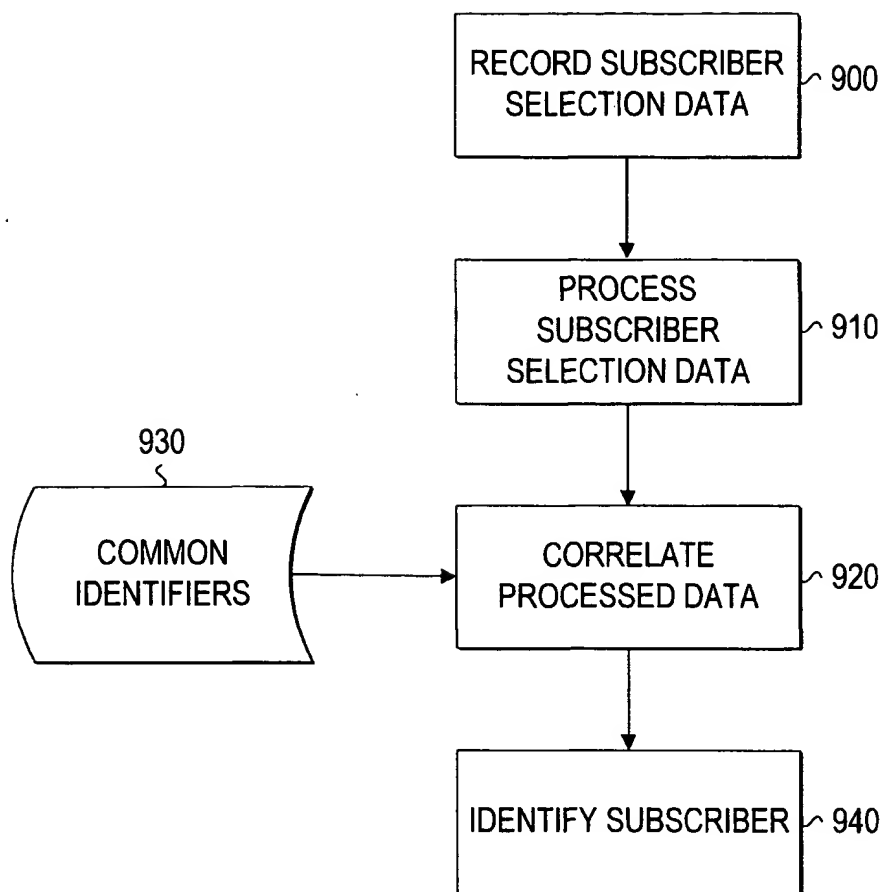 RECORD SUBSCRIBER
SELECTION DATA
900
PROCESS
SUBSCRIBER
SELECTION DATA
910
930
COMMON
IDENTIFIERS
CORRELATE
PROCESSED DATA
920
IDENTIFY SUBSCRIBER
940